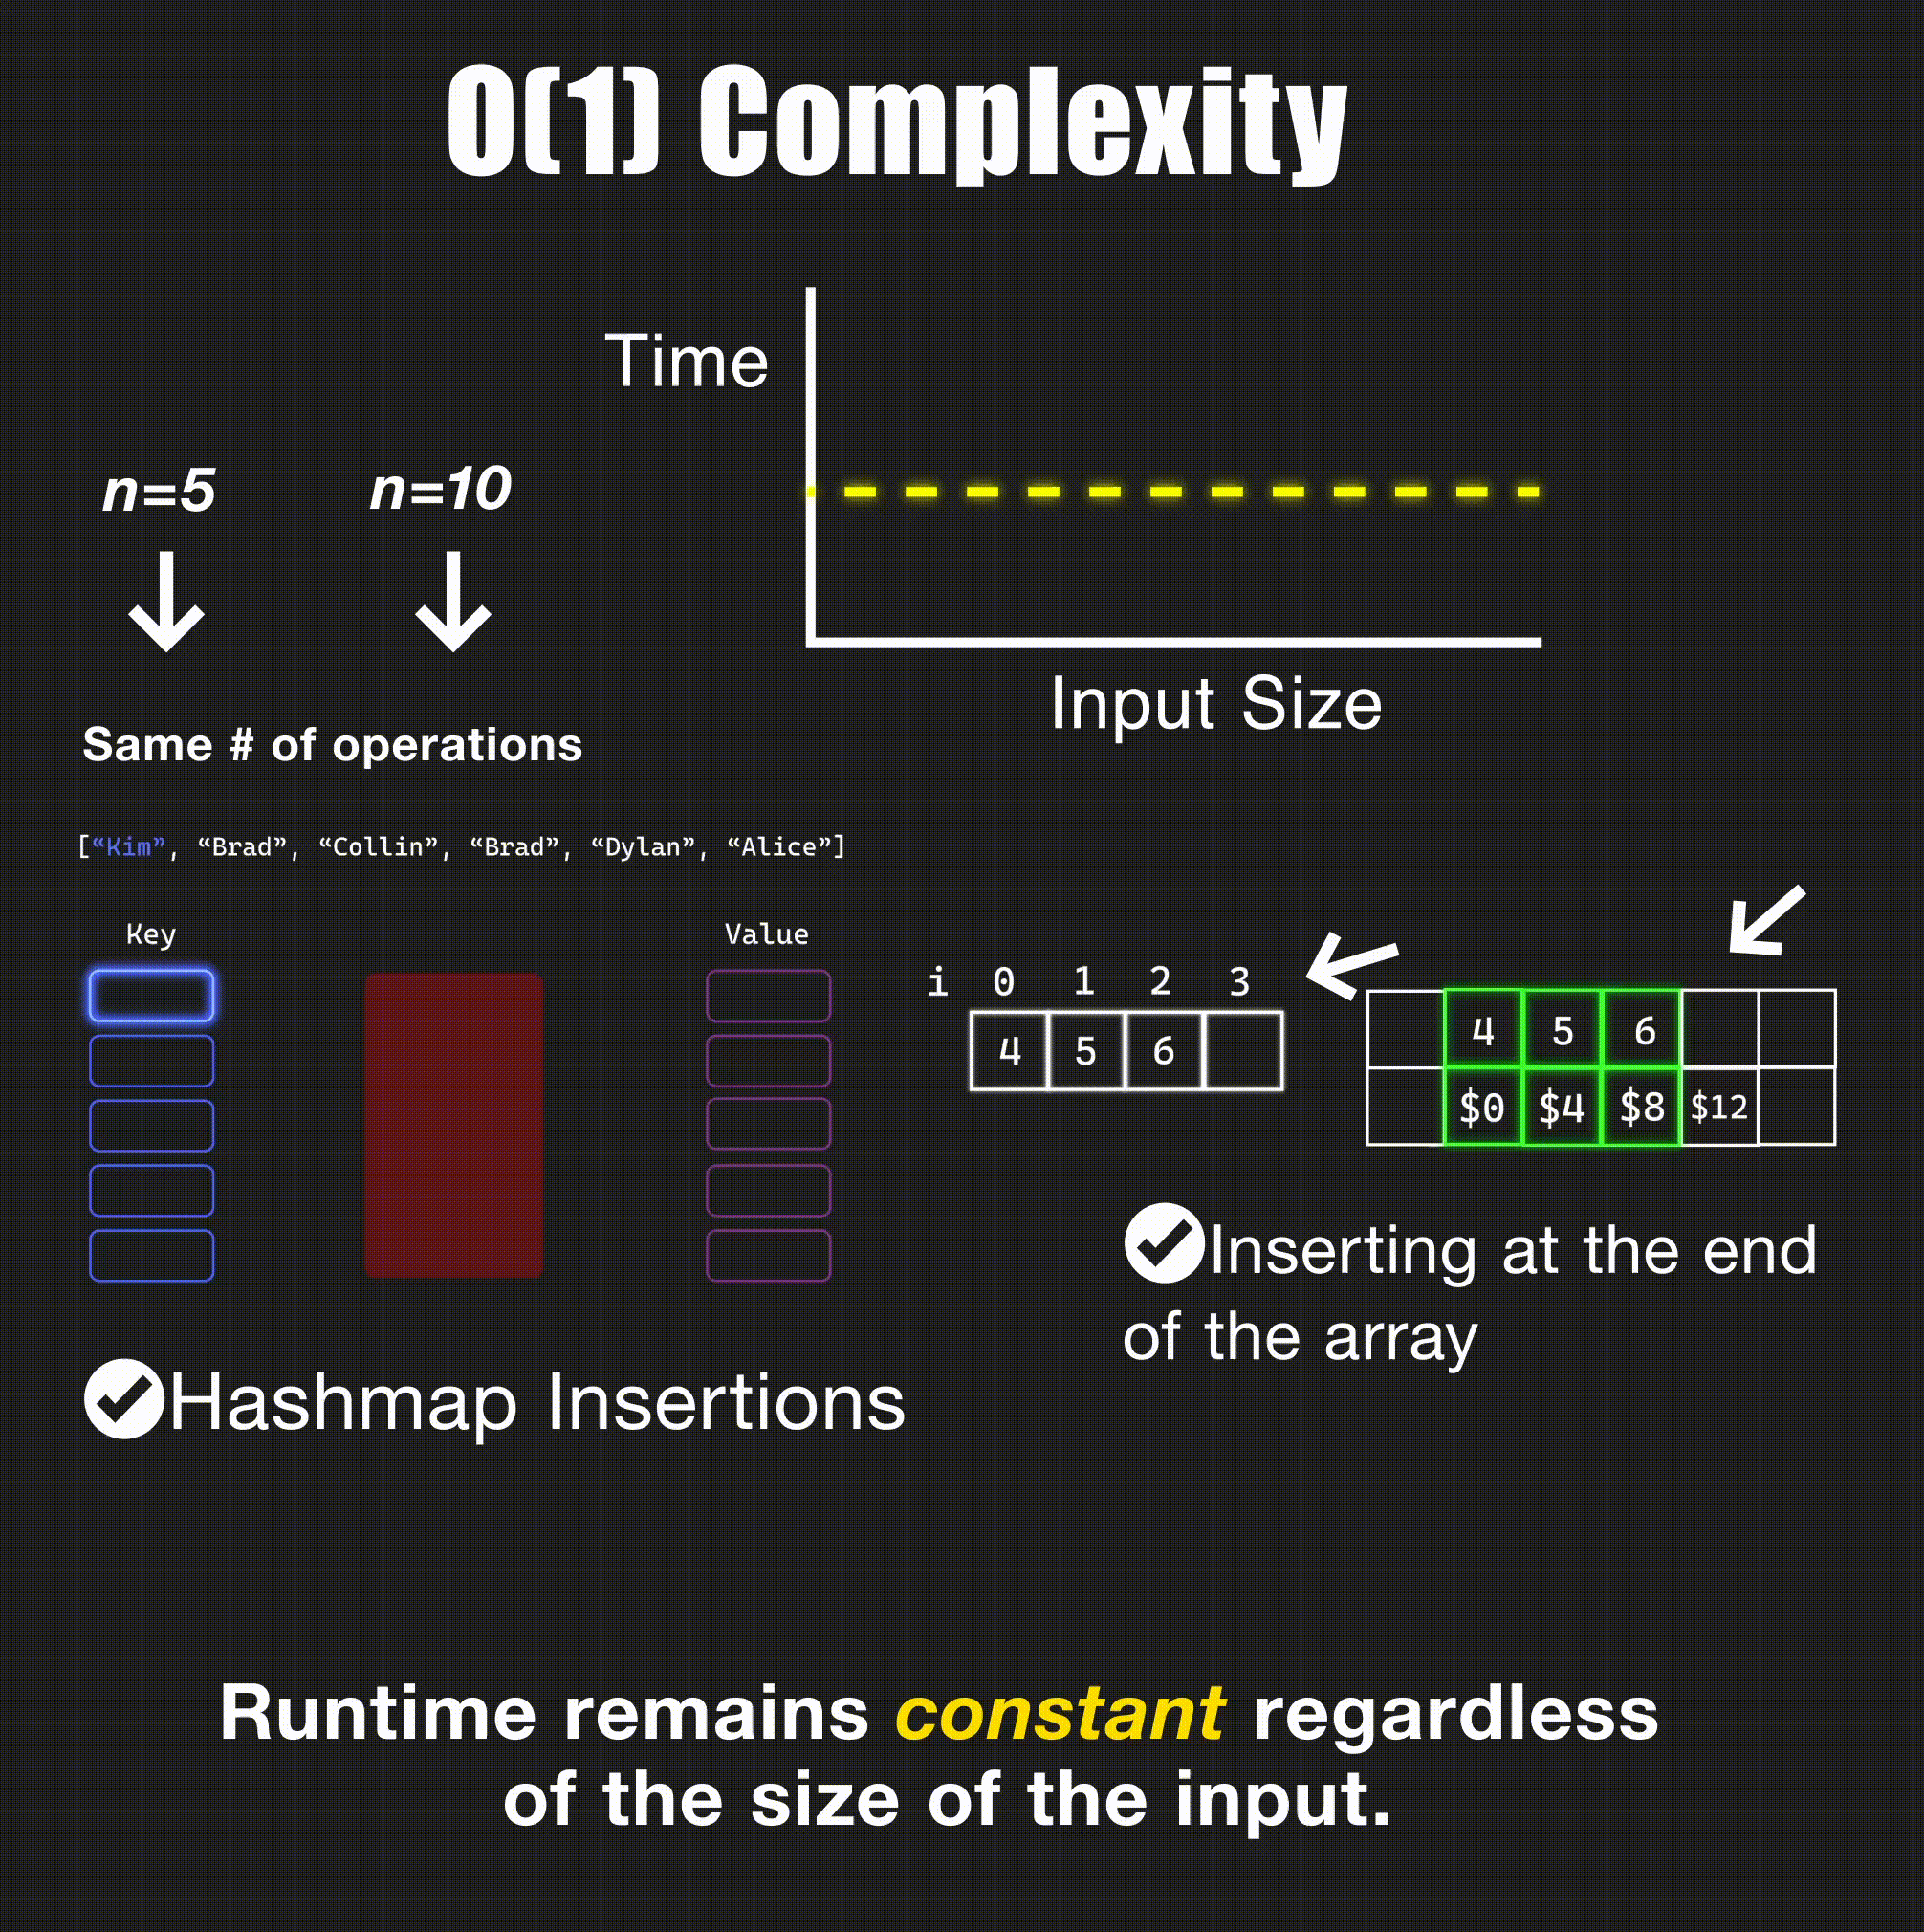 O(1) Complexity
Time
n=5 n=10
Input Size
Same # of operations
[“Kim”, “Brad”, “Collin”, “Brad”, “Dylan”, “Alice”]
Key Value
i 0 1 2 3
4 5 6
4 5 6
$0 $4 $8 $12
Inserting at the end
of the array
Hashmap Insertions
Runtime remains constant regardless
of the size of the input.